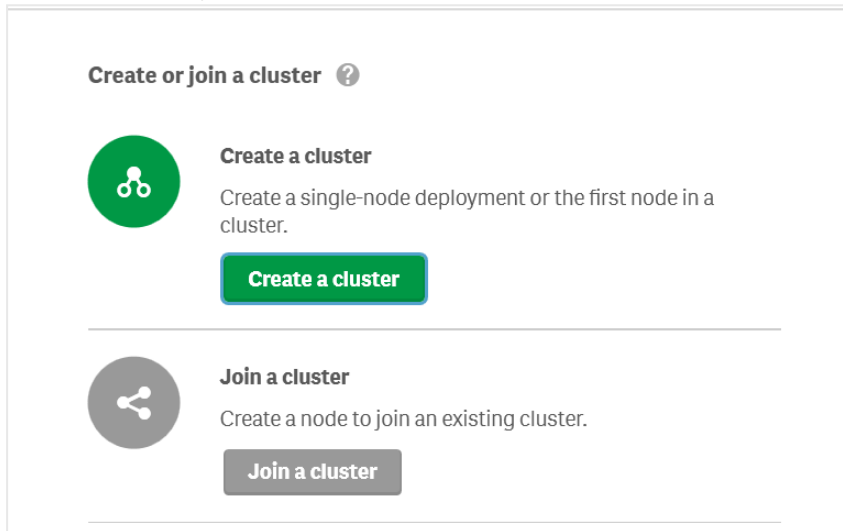 Create or join a cluster ?
Create a cluster
Create a single-node deployment or the first node in a
cluster.
Create a cluster
Join a cluster
Create a node to join an existing cluster.
Join a cluster